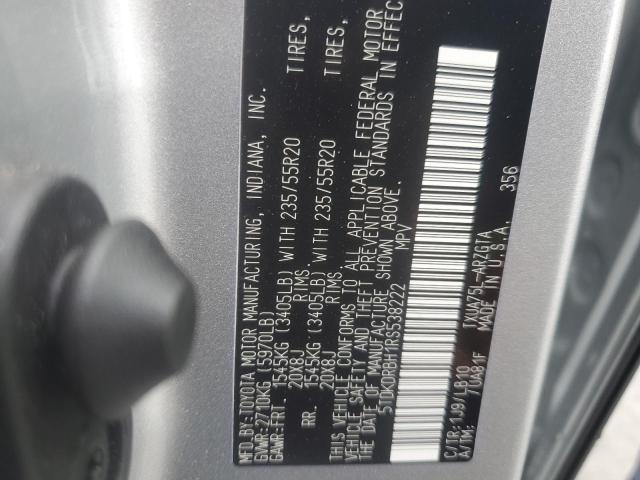 MFD.BY:TOYOTA MOTOR MANUFACTURING, INDIANA, INC.
GVWR:2710KG (5970LB)
GAWR:FRT. 1545KG (3405LB) WITH 235/55R20 TIRES,
20X8J RIMS
RR. 1545KG (3405LB) WITH 235/55R20 TIRES,
20X8J RIMS
THIS VEHICLE CONFORMS TO ALL APPLICABLE FEDERAL MOTOR
VEHICLE SAFETY AND THEFT PREVENTION STANDARDS IN EFFEC
THE DATE OF MANUFACTURE SHOWN ABOVE.
5TDKDRBH1RS538222 MPV
C/TR:1J9/LB10 TXUA75L-ARZGTA 356
A/TM: /UA81F MADE IN U.S.A.